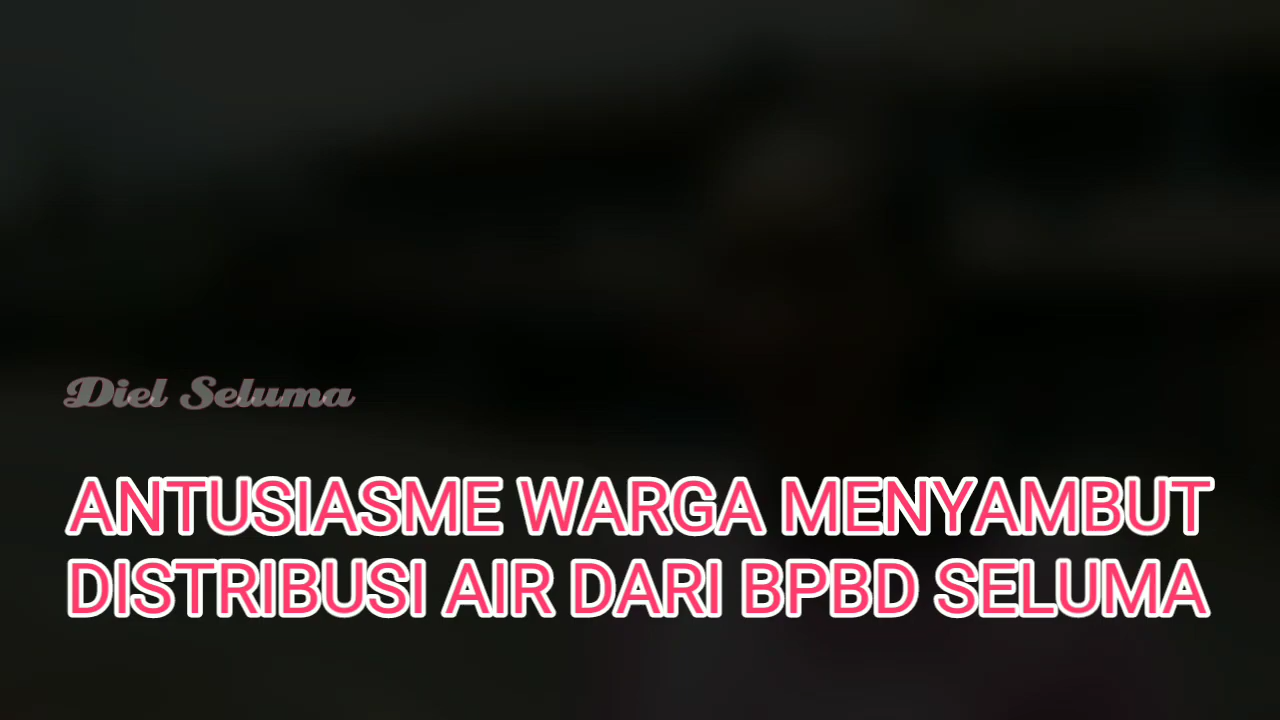 Diel Seluma
ANTUSIASME WARGA MENYAMBUT
DISTRIBUSI AIR DARI BPBD SELUMA